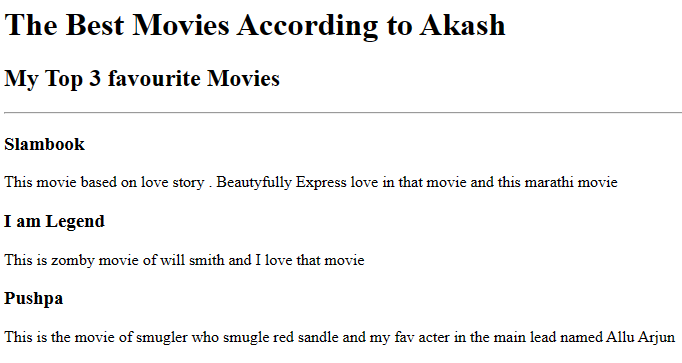 The Best Movies According to Akash
My Top 3 favourite Movies
Slambook
This movie based on love story . Beautyfully Express love in that movie and this marathi movie
I am Legend
This is zomby movie of will smith and I love that movie
Pushpa
This is the movie of smugler who smugle red sandle and my fav acter in the main lead named Allu Arjun